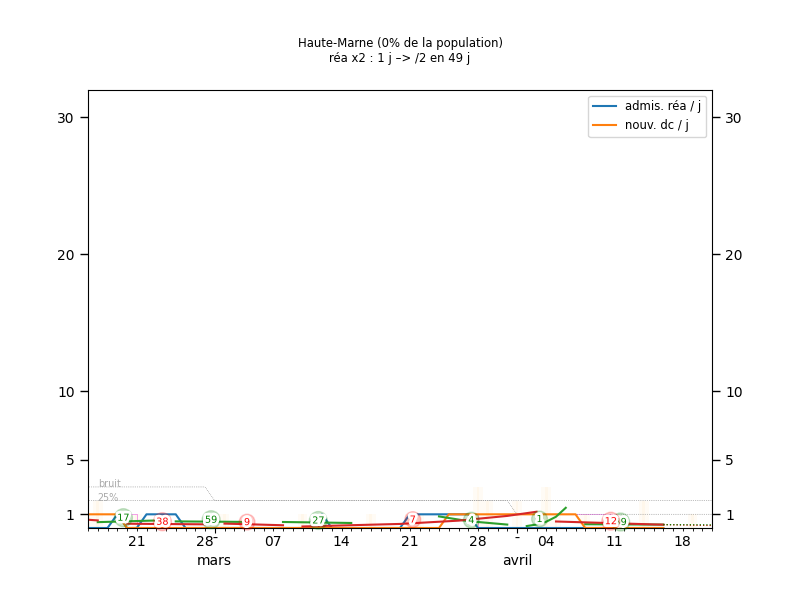 Haute-Marne (0% de la population)
réa x2 : 1 j –> /2 en 49 j
admis. réa / j
nouv. dc / j
30 30
20 20
10 10
5 5
1 1
bruit
25%
17 38 59 9 27 7 4 1 12
21 28 07 14 21 28 04 11 18
mars avril